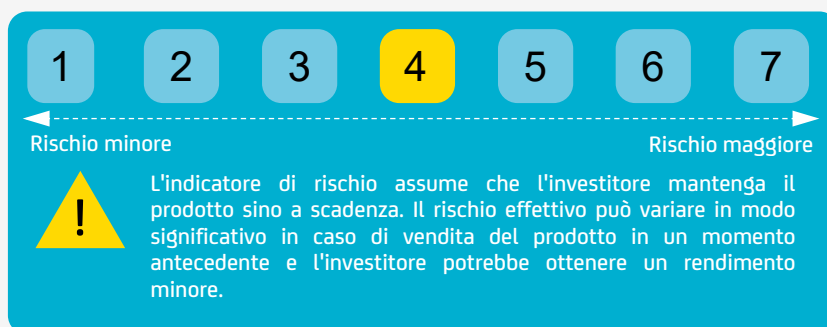 1 2 3 4 5 6 7
Rischio minore Rischio maggiore
!
L'indicatore di rischio assume che l'investitore mantenga il
prodotto sino a scadenza. Il rischio effettivo può variare in modo
significativo in caso di vendita del prodotto in un momento
antecedente e l'investitore potrebbe ottenere un rendimento
minore.